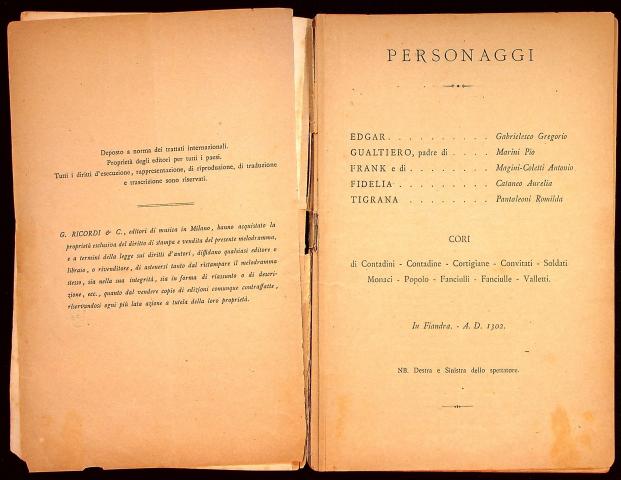 Deposto a norma dei trattati internazionali.
Proprietà degli editori per tutti i paesi.
Tutti i diritti d'esecuzione, rappresentazione, di riproduzione, di traduzione
e trascrizione sono riservati.
G. RICORDI & C., editori di musica in Milano, hanno acquistato la
proprietà esclusiva del diritto di stampa e vendita del presente melodramma,
e a termini della legge sui diritti d'autori, diffidano qualsiasi editore o
libraio, o rivenditore, di astenersi tanto dal ristampare il melodramma
stesso, sia nella sua integrità, sia in forma di riassunto o di descri-
zione, ecc., quanto dal vendere copie di edizioni comunque contraffatte,
riservandosi ogni più lata azione a tutela della loro proprietà.
PERSONAGGI
EDGAR . . . . . . . . . . . Gabrielesco Gregorio
GUALTIERO, padre di . . . . Marini Pio
FRANK e di . . . . . . . . Magini-Coletti Antonio
FIDELIA . . . . . . . . . . Cataneo Aurelia
TIGRANA . . . . . . . . . . Pantaleoni Romilda
CORI
di Contadini - Contadine - Cortigiane - Convitati - Soldati
Monaci - Popolo - Fanciulli - Fanciulle - Valletti.
In Fiandra. - A. D. 1302.
NB. Destra e Sinistra dello spettatore.